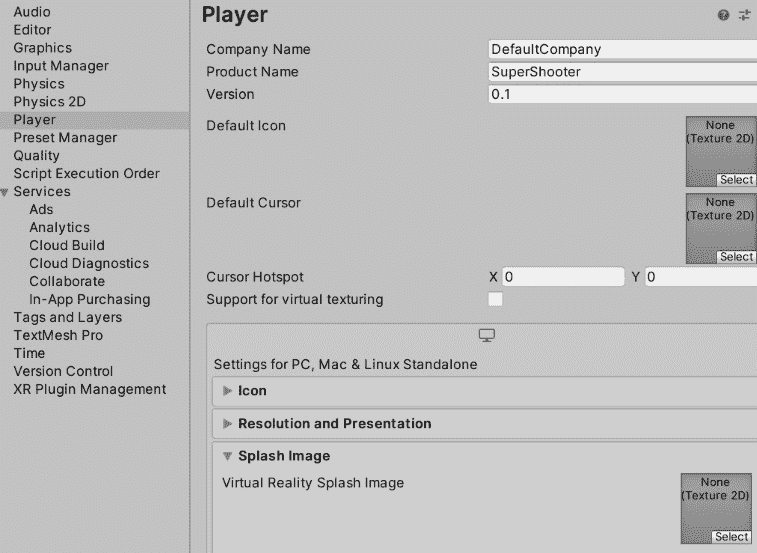 Audio
Editor
Graphics
Input Manager
Physics
Physics 2D
Player
Preset Manager
Quality
Script Execution Order
Services
Ads
Analytics
Cloud Build
Cloud Diagnostics
Collaborate
In-App Purchasing
Tags and Layers
TextMesh Pro
Time
Version Control
XR Plugin Management
Player
Company Name DefaultCompany
Product Name SuperShooter
Version 0.1
Default Icon
None
(Texture 2D)
Select
Default Cursor
None
(Texture 2D)
Select
Cursor Hotspot X 0 Y 0
Support for virtual texturing
Settings for PC, Mac & Linux Standalone
Icon
Resolution and Presentation
Splash Image
Virtual Reality Splash Image
None
(Texture 2D)
Select